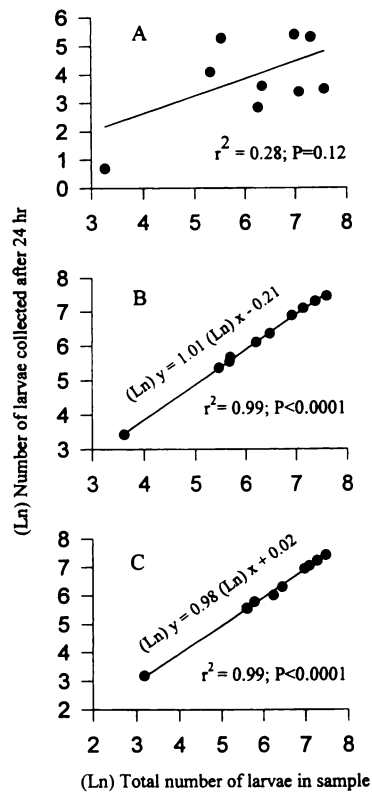 (Ln) Number of larvae collected after 24 hr
6
5
4
3
2
1
0
A
r² = 0.28; P=0.12
3 4 5 6 7 8
8
7
6
5
4
3
B
(Ln) y = 1.01 (Ln) x - 0.21
r² = 0.99; P<0.0001
3 4 5 6 7 8
8
7
6
5
4
3
2
C
(Ln) y = 0.98 (Ln) x + 0.02
r² = 0.99; P<0.0001
2 3 4 5 6 7 8
(Ln) Total number of larvae in sample